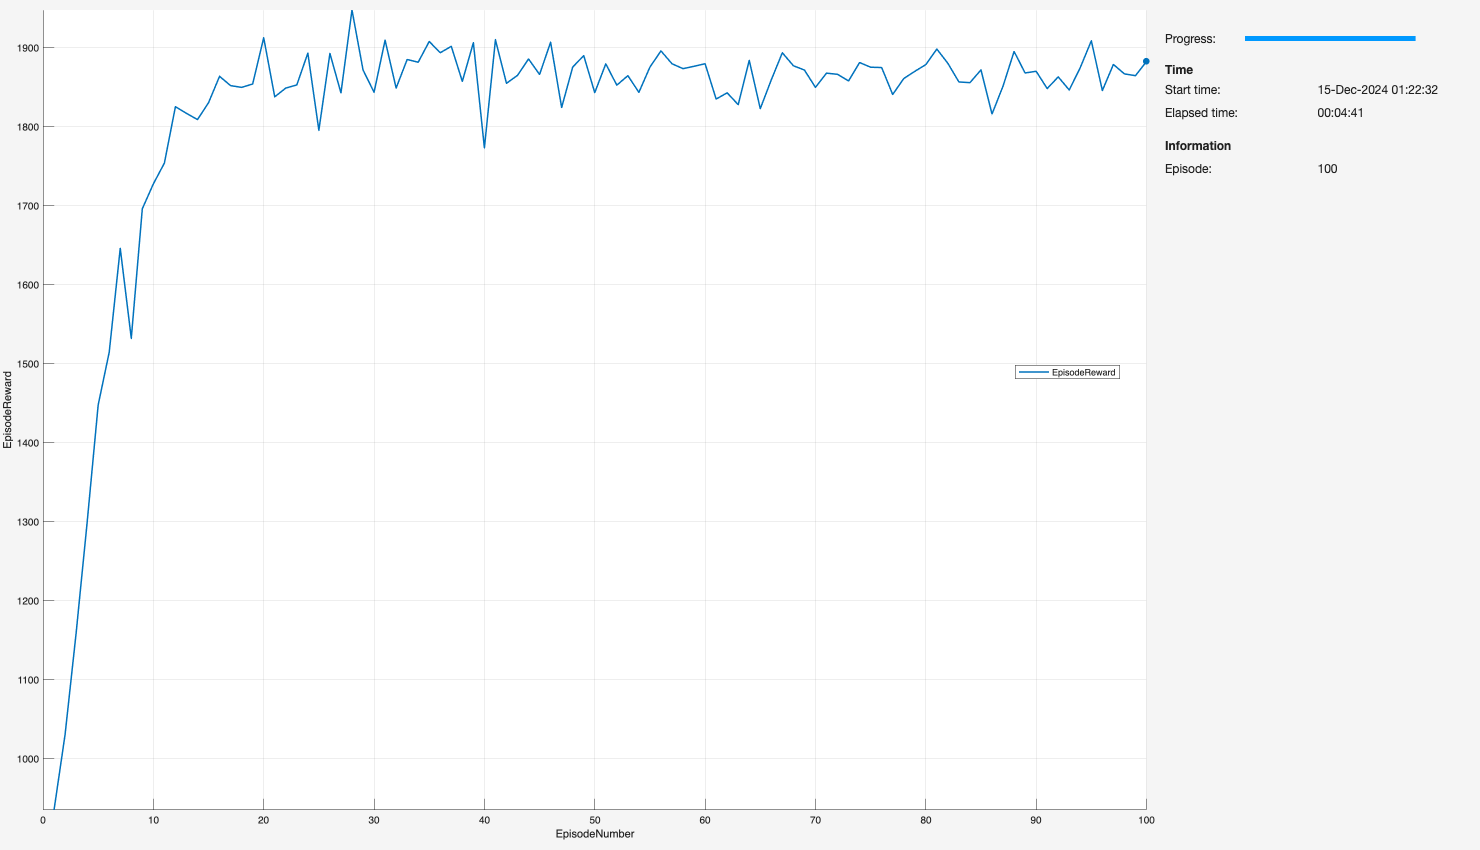 1900
1800
1700
1600
1500
1400
1300
1200
1100
1000
EpisodeReward
0 10 20 30 40 50 60 70 80 90 100
EpisodeNumber
EpisodeReward
Progress:
Time
Start time: 15-Dec-2024 01:22:32
Elapsed time: 00:04:41
Information
Episode: 100